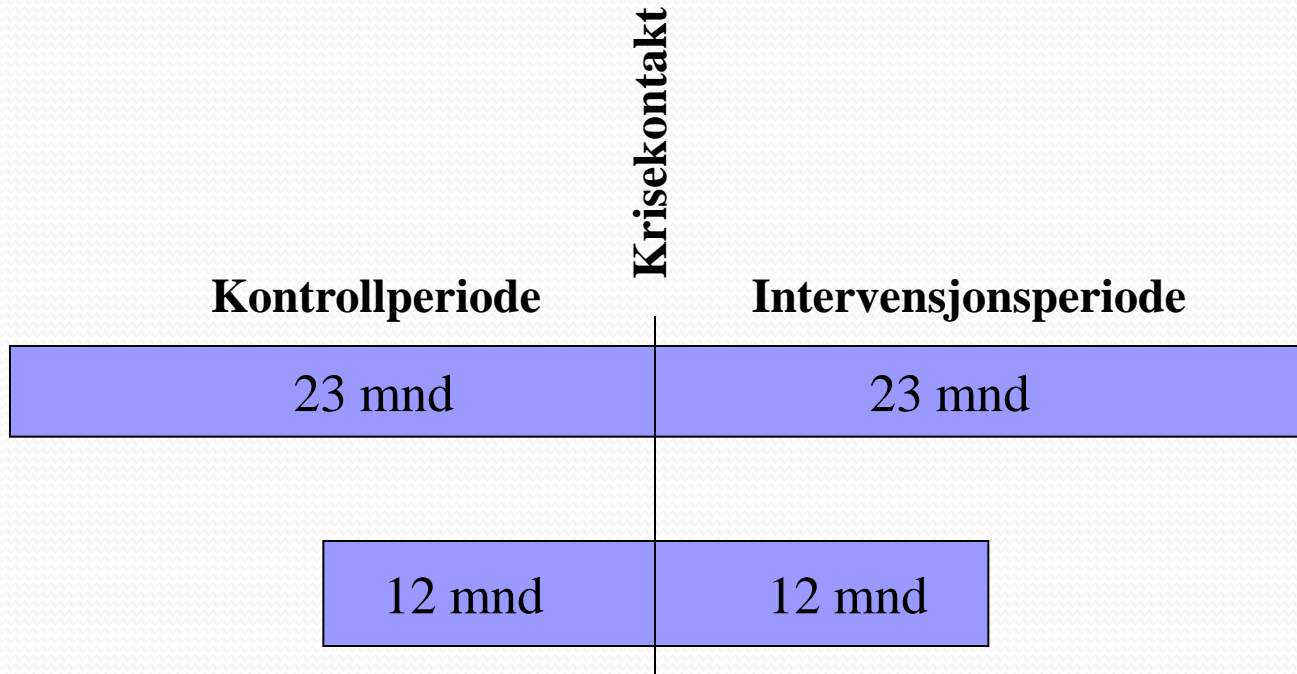 Krisekontakt
Kontrollperiode
Intervensjonsperiode
23 mnd
23 mnd
12 mnd
12 mnd